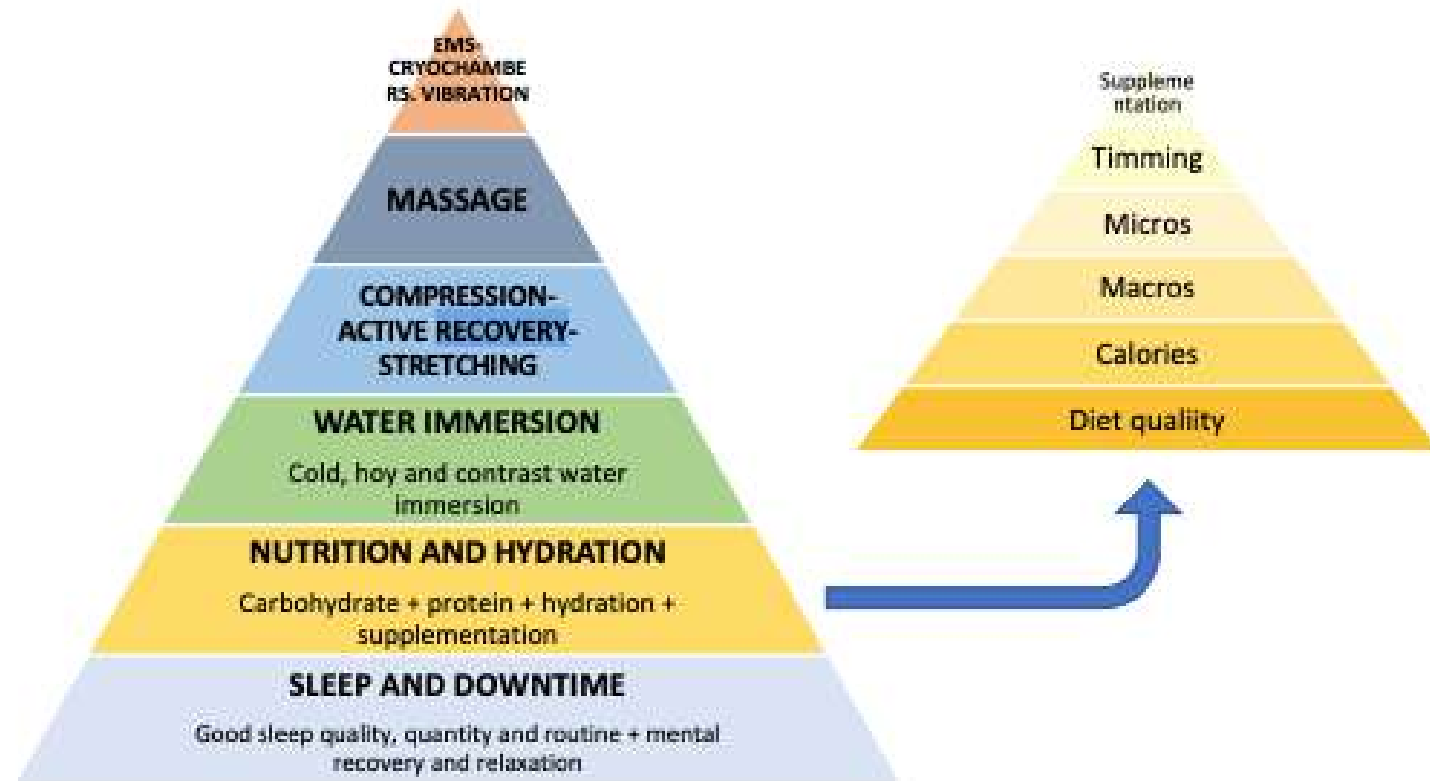 EMS-
CRYOCHAMBE
RS. VIBRATION
MASSAGE
COMPRESSION-
ACTIVE RECOVERY-
STRETCHING
WATER IMMERSION
Cold, hoy and contrast water
immersion
NUTRITION AND HYDRATION
Carbohydrate + protein + hydration +
supplementation
SLEEP AND DOWNTIME
Good sleep quality, quantity and routine + mental
recovery and relaxation
Suppleme
ntation
Timming
Micros
Macros
Calories
Diet qualiity